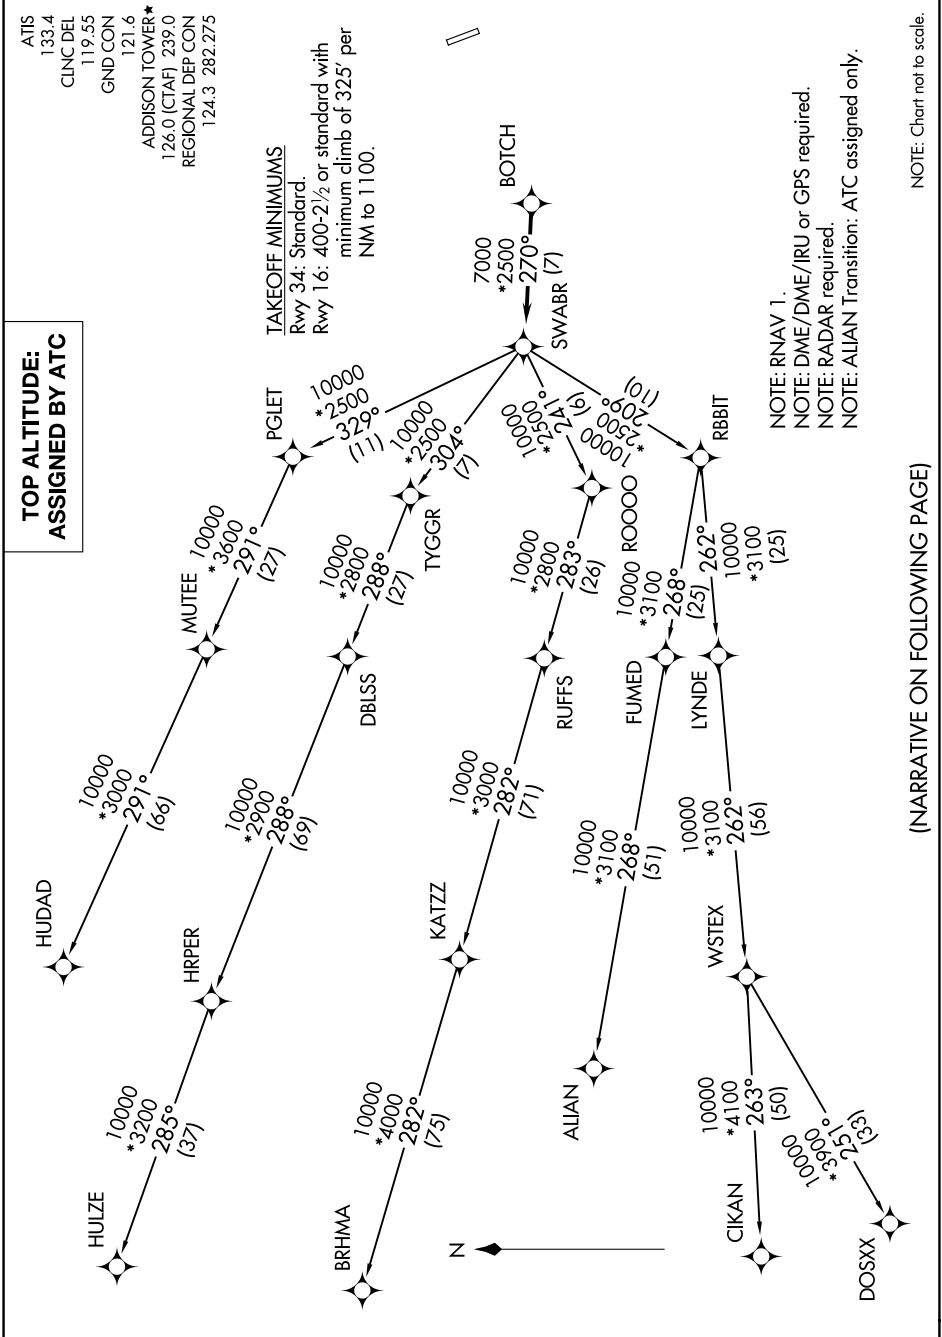 TOP ALTITUDE:
ASSIGNED BY ATC
ATIS
133.4
CLNC DEL
119.55
GND CON
121.6
ADDISON TOWER★
126.0 (CTAF) 239.0
REGIONAL DEP CON
124.3 282.275
TAKEOFF MINIMUMS
Rwy 34: Standard.
Rwy 16: 400-2½ or standard with
minimum climb of 325' per
NM to 1100.
BOTCH
7000
*2500
270°
(7)
SWABR
PGLET
10000
*2500
329°
(11)
10000
*2500
304°
(7)
TYGGR
10000
*2500
241°
(9)
ROOOO
10000
*2500
209°
(10)
RBBIT
MUTEE
10000
*3600
291°
(27)
HUDAD
10000
*3000
291°
(66)
DBLSS
10000
*2800
288°
(27)
HRPER
10000
*2900
288°
(69)
HULZE
10000
*3200
285°
(37)
RUFFS
10000
*2800
283°
(26)
KATZZ
10000
*3000
282°
(71)
BRHMA
10000
*4000
282°
(75)
FUMED
10000
*3100
268°
(25)
ALIAN
10000
*3100
268°
(51)
LYNDE
262°
10000
*3100
(25)
WSTEX
10000
*3100
262°
(56)
CIKAN
10000
*4100
263°
(50)
DOSXX
10000
*3900
251°
(33)
N
NOTE: RNAV 1.
NOTE: DME/DME/IRU or GPS required.
NOTE: RADAR required.
NOTE: ALIAN Transition: ATC assigned only.
NOTE: Chart not to scale.
(NARRATIVE ON FOLLOWING PAGE)